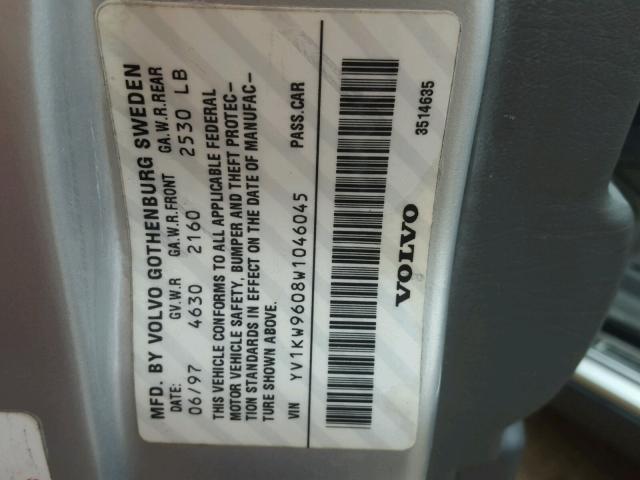 MFD. BY VOLVO GOTHENBURG SWEDEN
DATE: GV.W.R GA.W.R.FRONT GA.W.R.REAR
06/97 4630 2160 2530 LB
THIS VEHICLE CONFORMS TO ALL APPLICABLE FEDERAL
MOTOR VEHICLE SAFETY, BUMPER AND THEFT PROTEC-
TION STANDARDS IN EFFECT ON THE DATE OF MANUFAC-
TURE SHOWN ABOVE.
VIN YV1KW9608W1046045 PASS.CAR
VOLVO 3514635